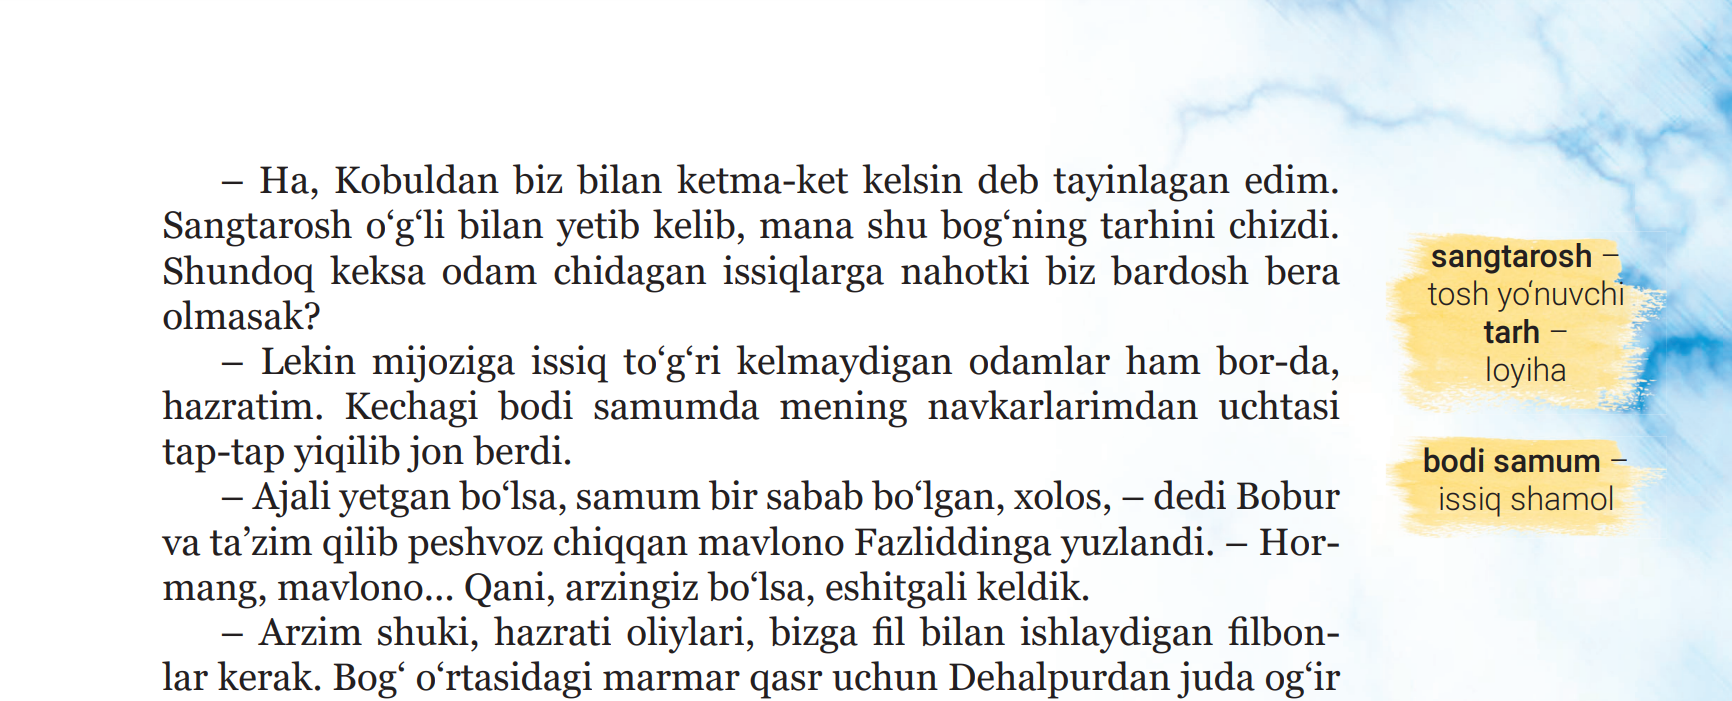 – Ha, Kobuldan biz bilan ketma-ket kelsin deb tayinlagan edim.
Sangtarosh o‘g‘li bilan yetib kelib, mana shu bog‘ning tarhini chizdi.
Shundoq keksa odam chidagan issiqlarga nahotki biz bardosh bera
olmasak?
– Lekin mijoziga issiq to‘g‘ri kelmaydigan odamlar ham bor-da,
hazratim. Kechagi bodi samumda mening navkarlarimdan uchtasi
tap-tap yiqilib jon berdi.
– Ajali yetgan bo‘lsa, samum bir sabab bo‘lgan, xolos, – dedi Bobur
va ta’zim qilib peshvoz chiqqan mavlono Fazliddinga yuzlandi. – Hor-
mang, mavlono... Qani, arzingiz bo‘lsa, eshitgali keldik.
– Arzim shuki, hazrati oliylari, bizga fil bilan ishlaydigan filbon-
lar kerak. Bog‘ o‘rtasidagi marmar qasr uchun Dehalpurdan juda og‘ir
sangtarosh –
tosh yo‘nuvchi
tarh –
loyiha
bodi samum –
issiq shamol